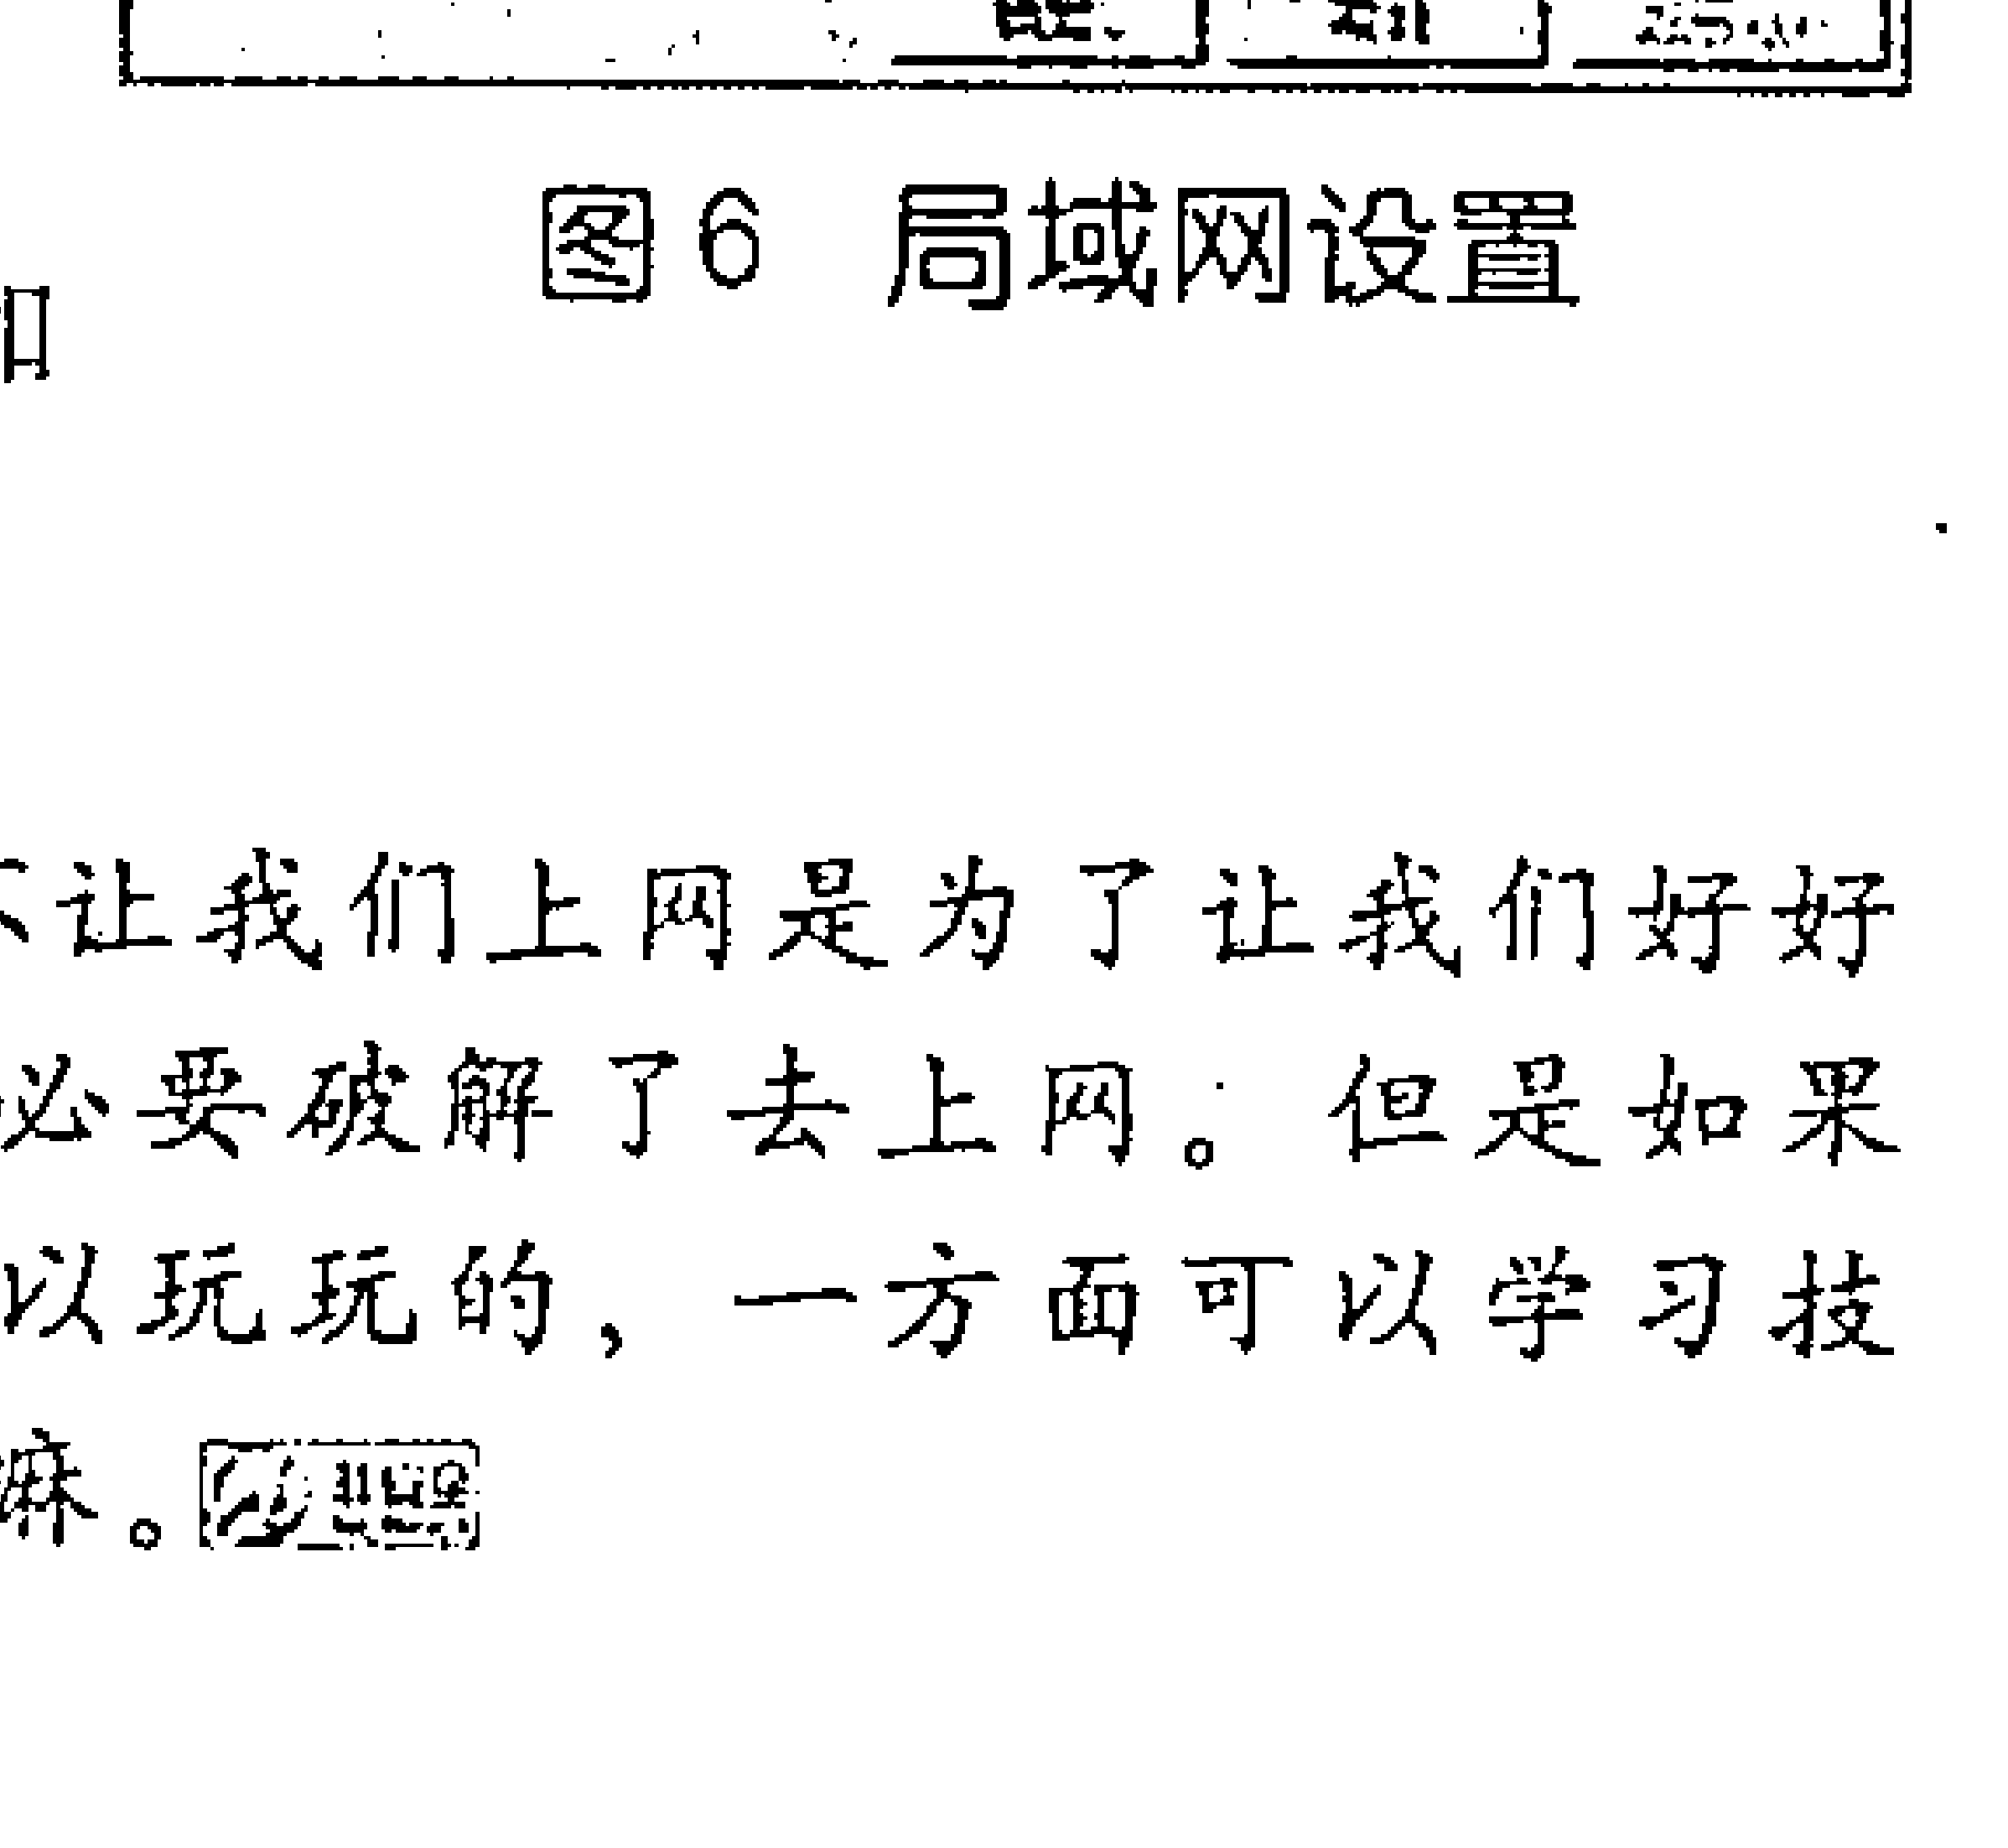 图6 局域网设置
让我们上网是为了让我们好好
必要破解了去上网。但是如果
以玩玩的，一方面可以学习技
嘛。